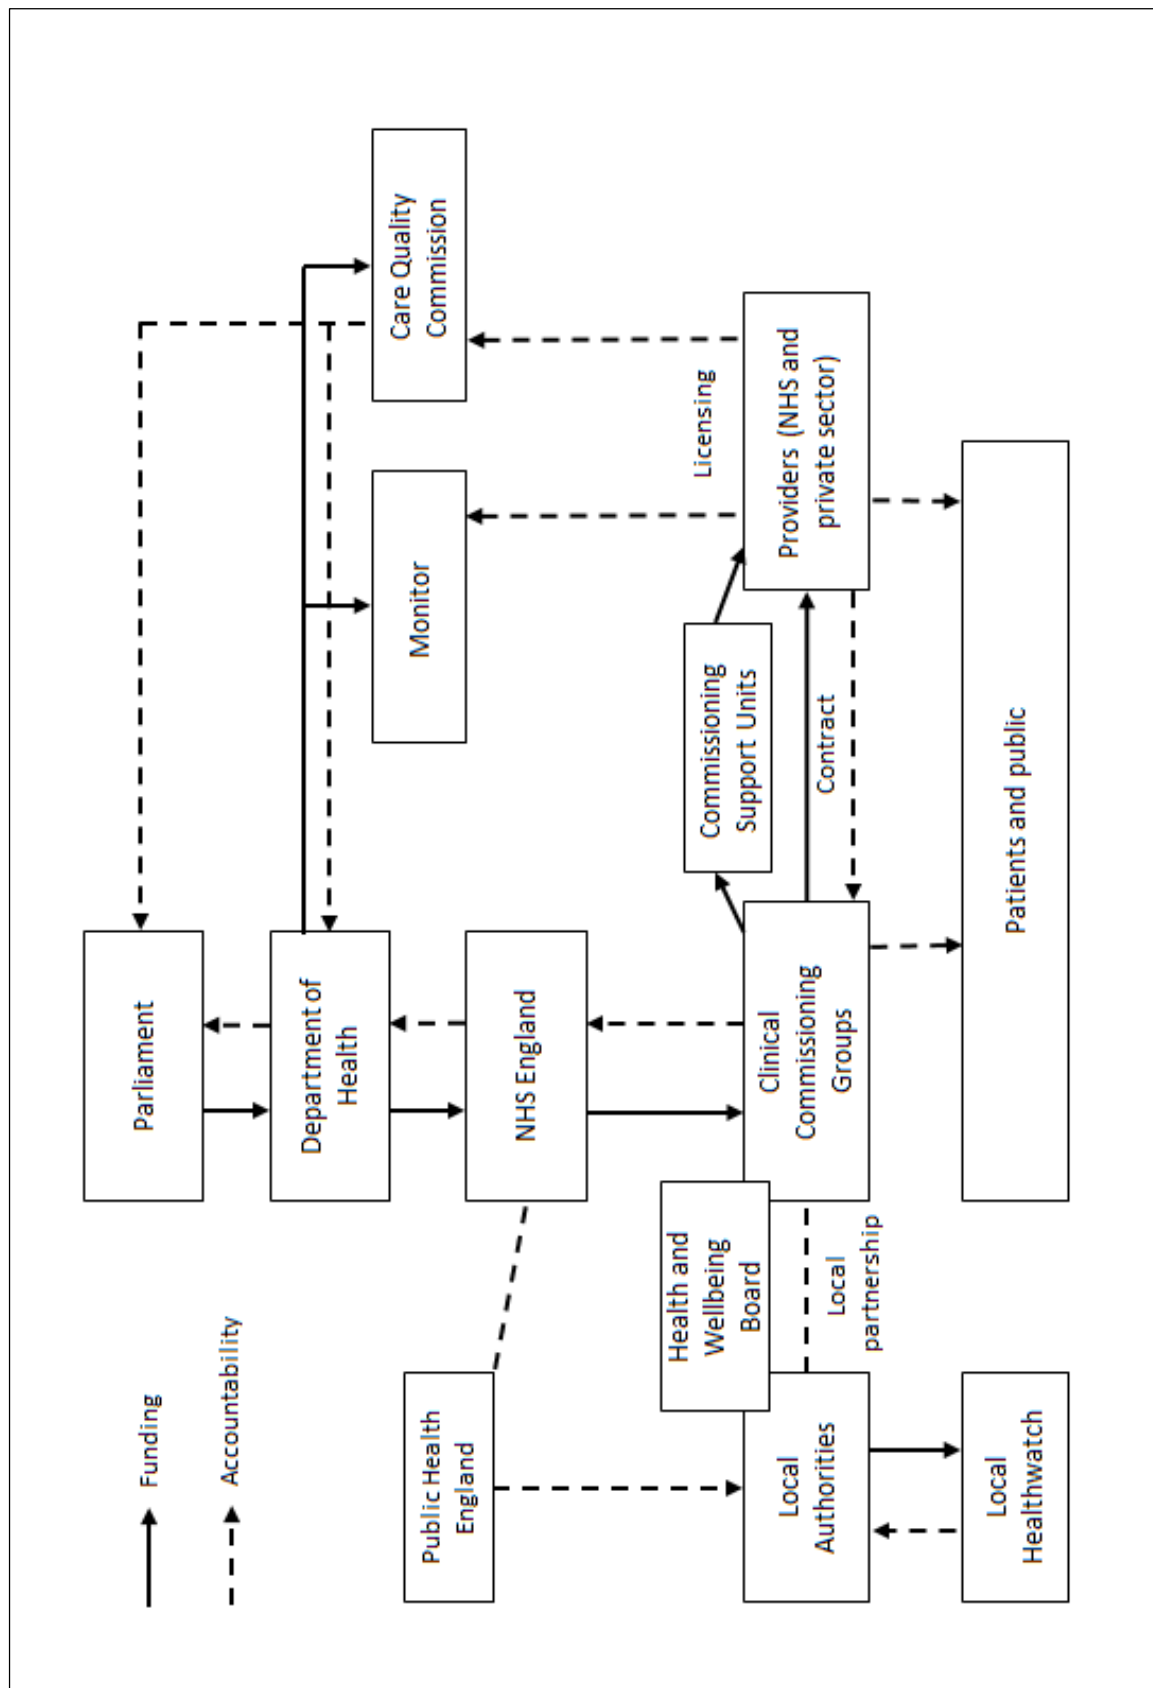 Funding
Accountability
Parliament
Department of
Health
Care Quality
Commission
Monitor
Public Health
England
NHS England
Licensing
Health and
Wellbeing
Board
Commissioning
Support Units
Local
Authorities
Local
partnership
Clinical
Commissioning
Groups
Contract
Providers (NHS and
private sector)
Local
Healthwatch
Patients and public